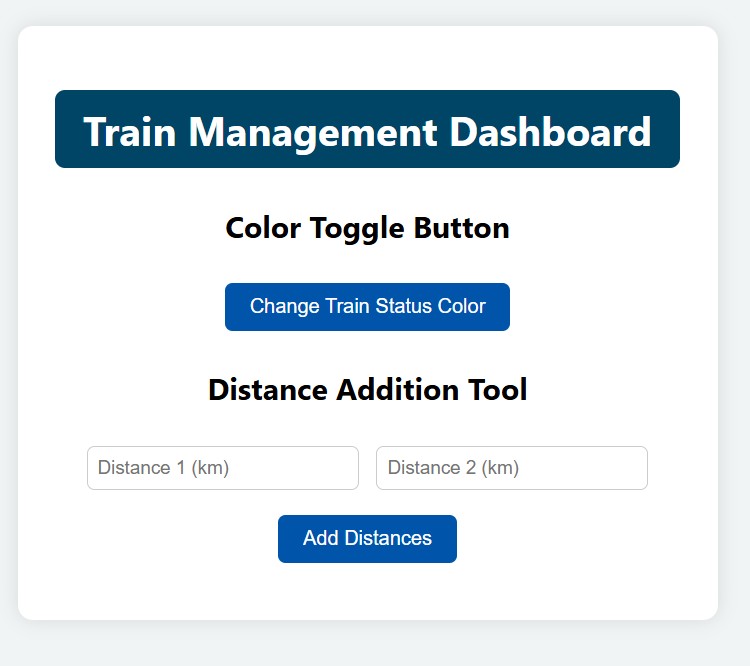 Train Management Dashboard
Color Toggle Button
Change Train Status Color
Distance Addition Tool
Distance 1 (km) Distance 2 (km)
Add Distances